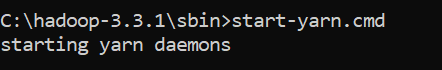 C:\hadoop-3.3.1\sbin>start-yarn.cmd
starting yarn daemons